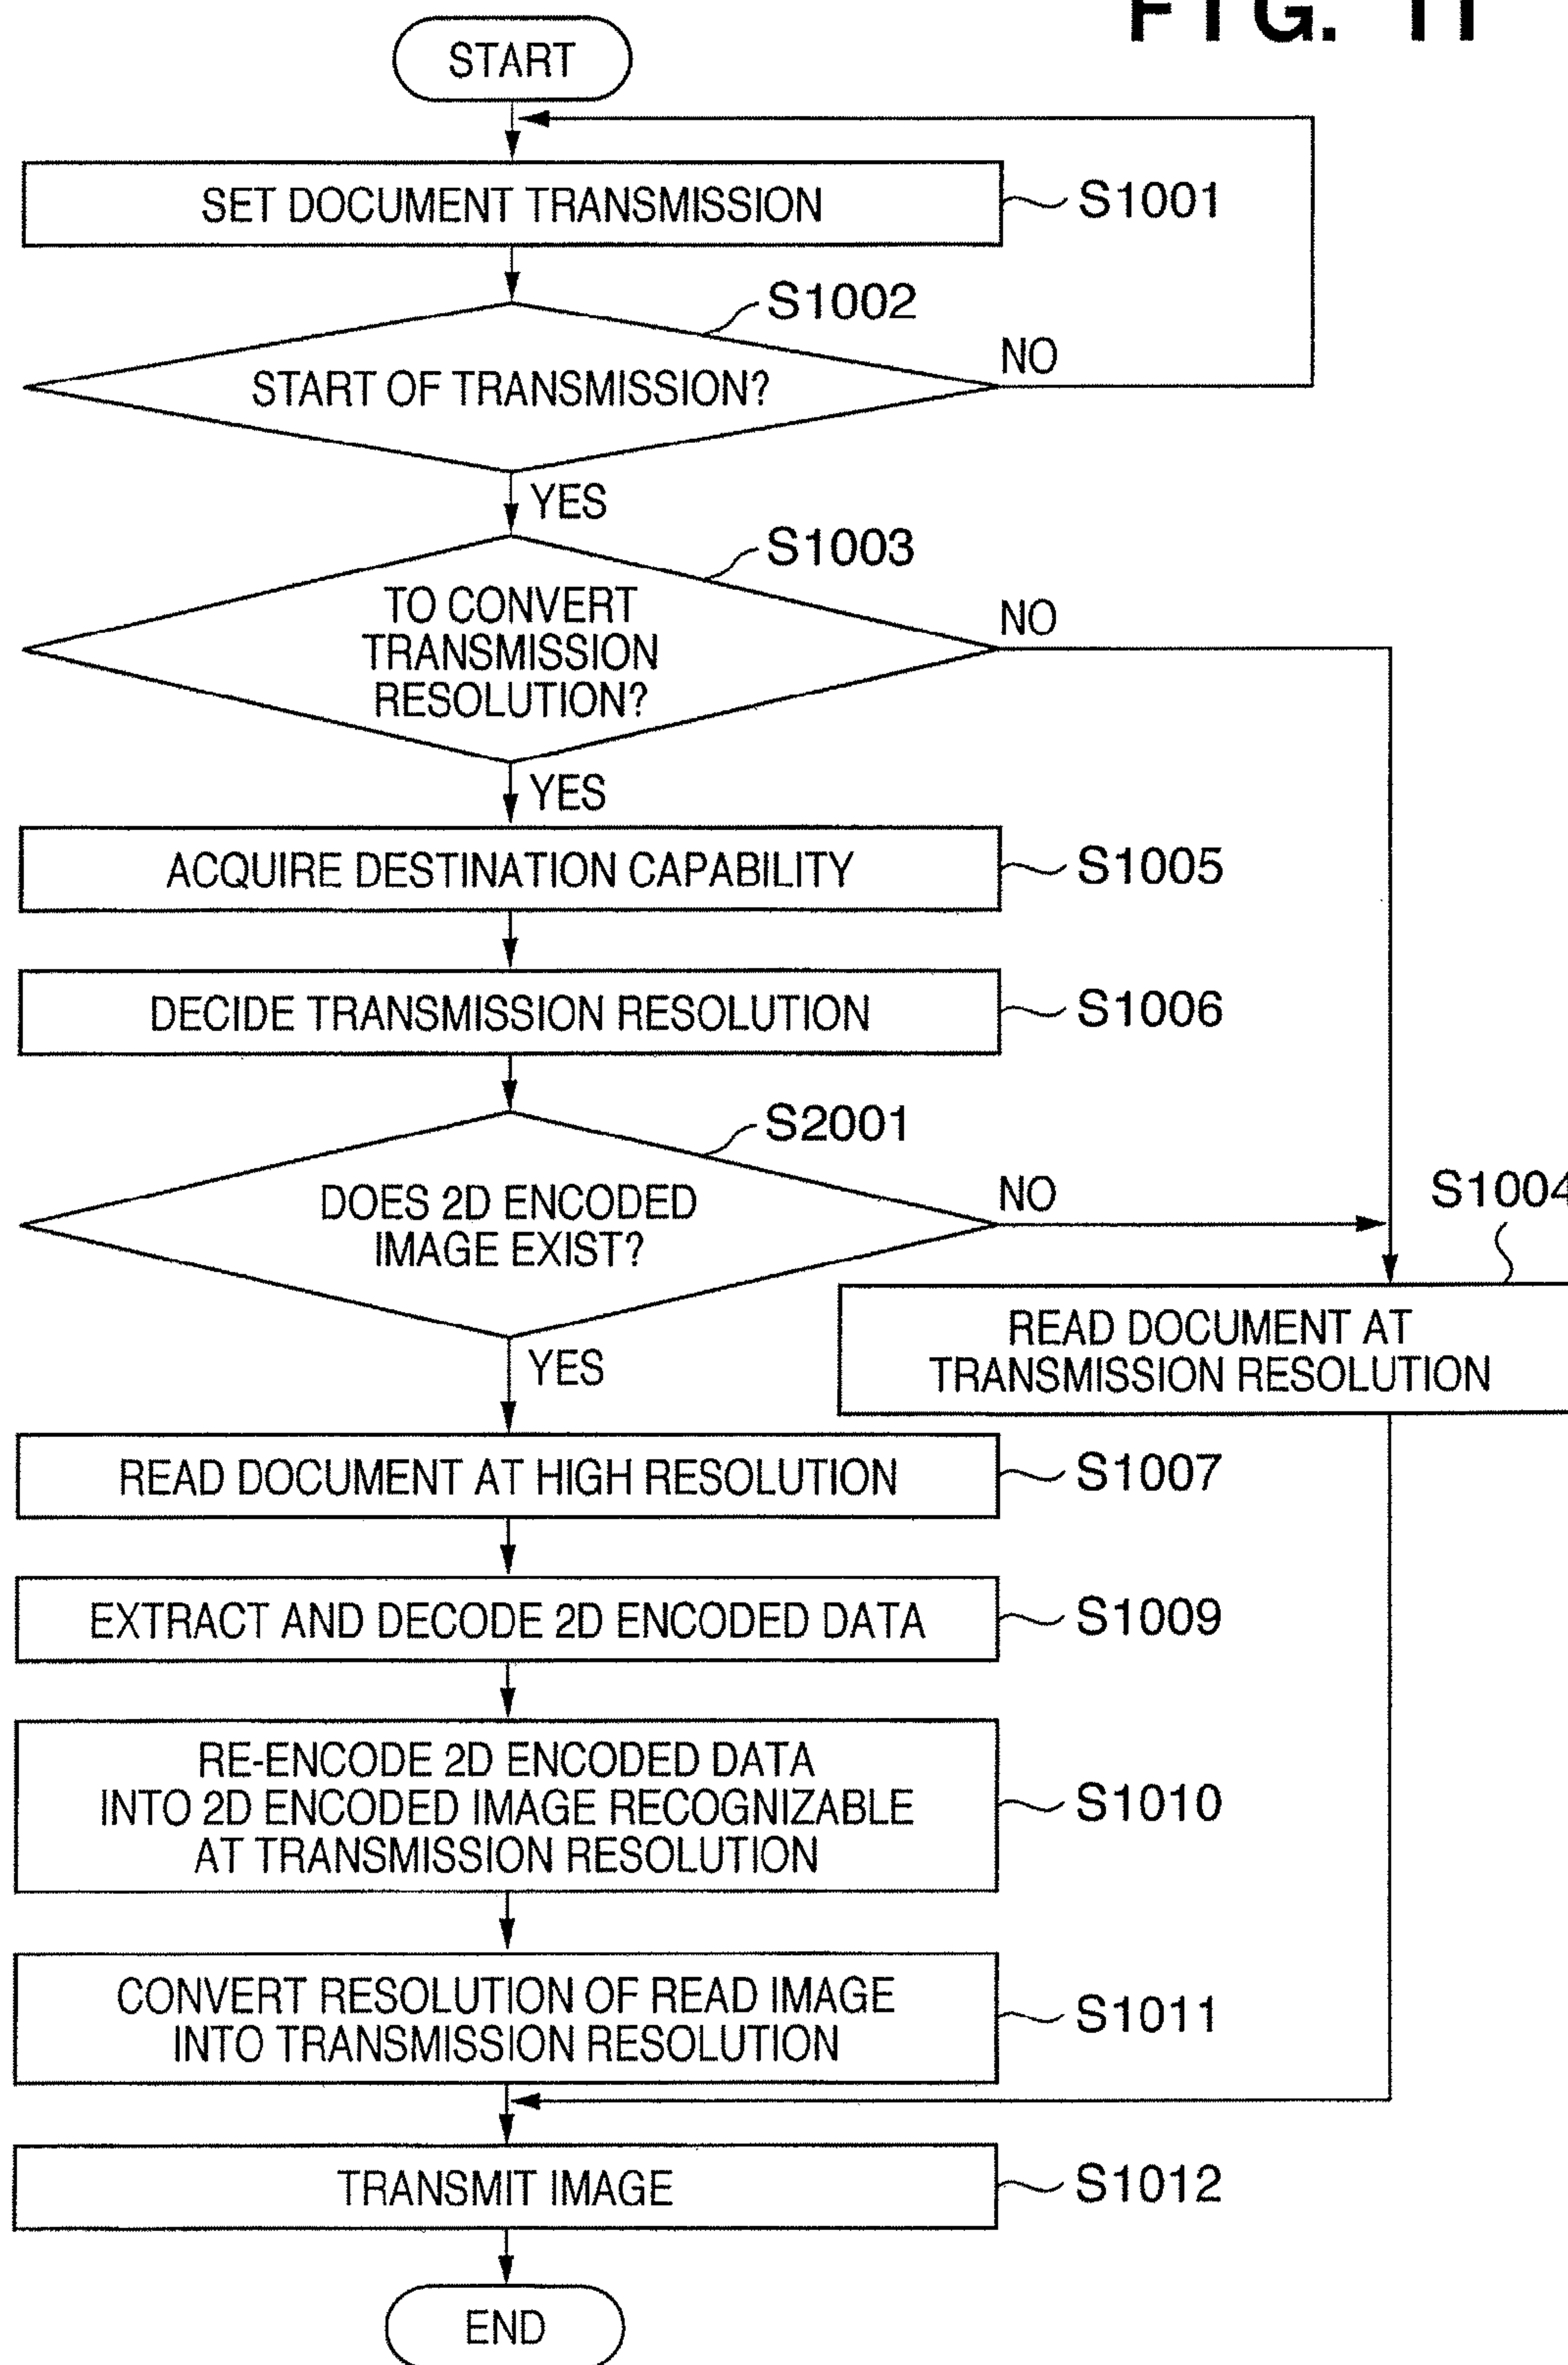 FIG. 11
START
SET DOCUMENT TRANSMISSION
S1001
S1002
START OF TRANSMISSION?
NO
YES
S1003
TO CONVERT
TRANSMISSION
RESOLUTION?
NO
YES
ACQUIRE DESTINATION CAPABILITY
S1005
DECIDE TRANSMISSION RESOLUTION
S1006
S2001
DOES 2D ENCODED
IMAGE EXIST?
NO
YES
S1004
READ DOCUMENT AT
TRANSMISSION RESOLUTION
READ DOCUMENT AT HIGH RESOLUTION
S1007
EXTRACT AND DECODE 2D ENCODED DATA
S1009
RE-ENCODE 2D ENCODED DATA
INTO 2D ENCODED IMAGE RECOGNIZABLE
AT TRANSMISSION RESOLUTION
S1010
CONVERT RESOLUTION OF READ IMAGE
INTO TRANSMISSION RESOLUTION
S1011
TRANSMIT IMAGE
S1012
END